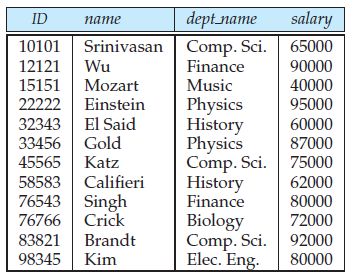 ID name dept_name salary
10101 Srinivasan Comp. Sci. 65000
12121 Wu Finance 90000
15151 Mozart Music 40000
22222 Einstein Physics 95000
32343 El Said History 60000
33456 Gold Physics 87000
45565 Katz Comp. Sci. 75000
58583 Califieri History 62000
76543 Singh Finance 80000
76766 Crick Biology 72000
83821 Brandt Comp. Sci. 92000
98345 Kim Elec. Eng. 80000